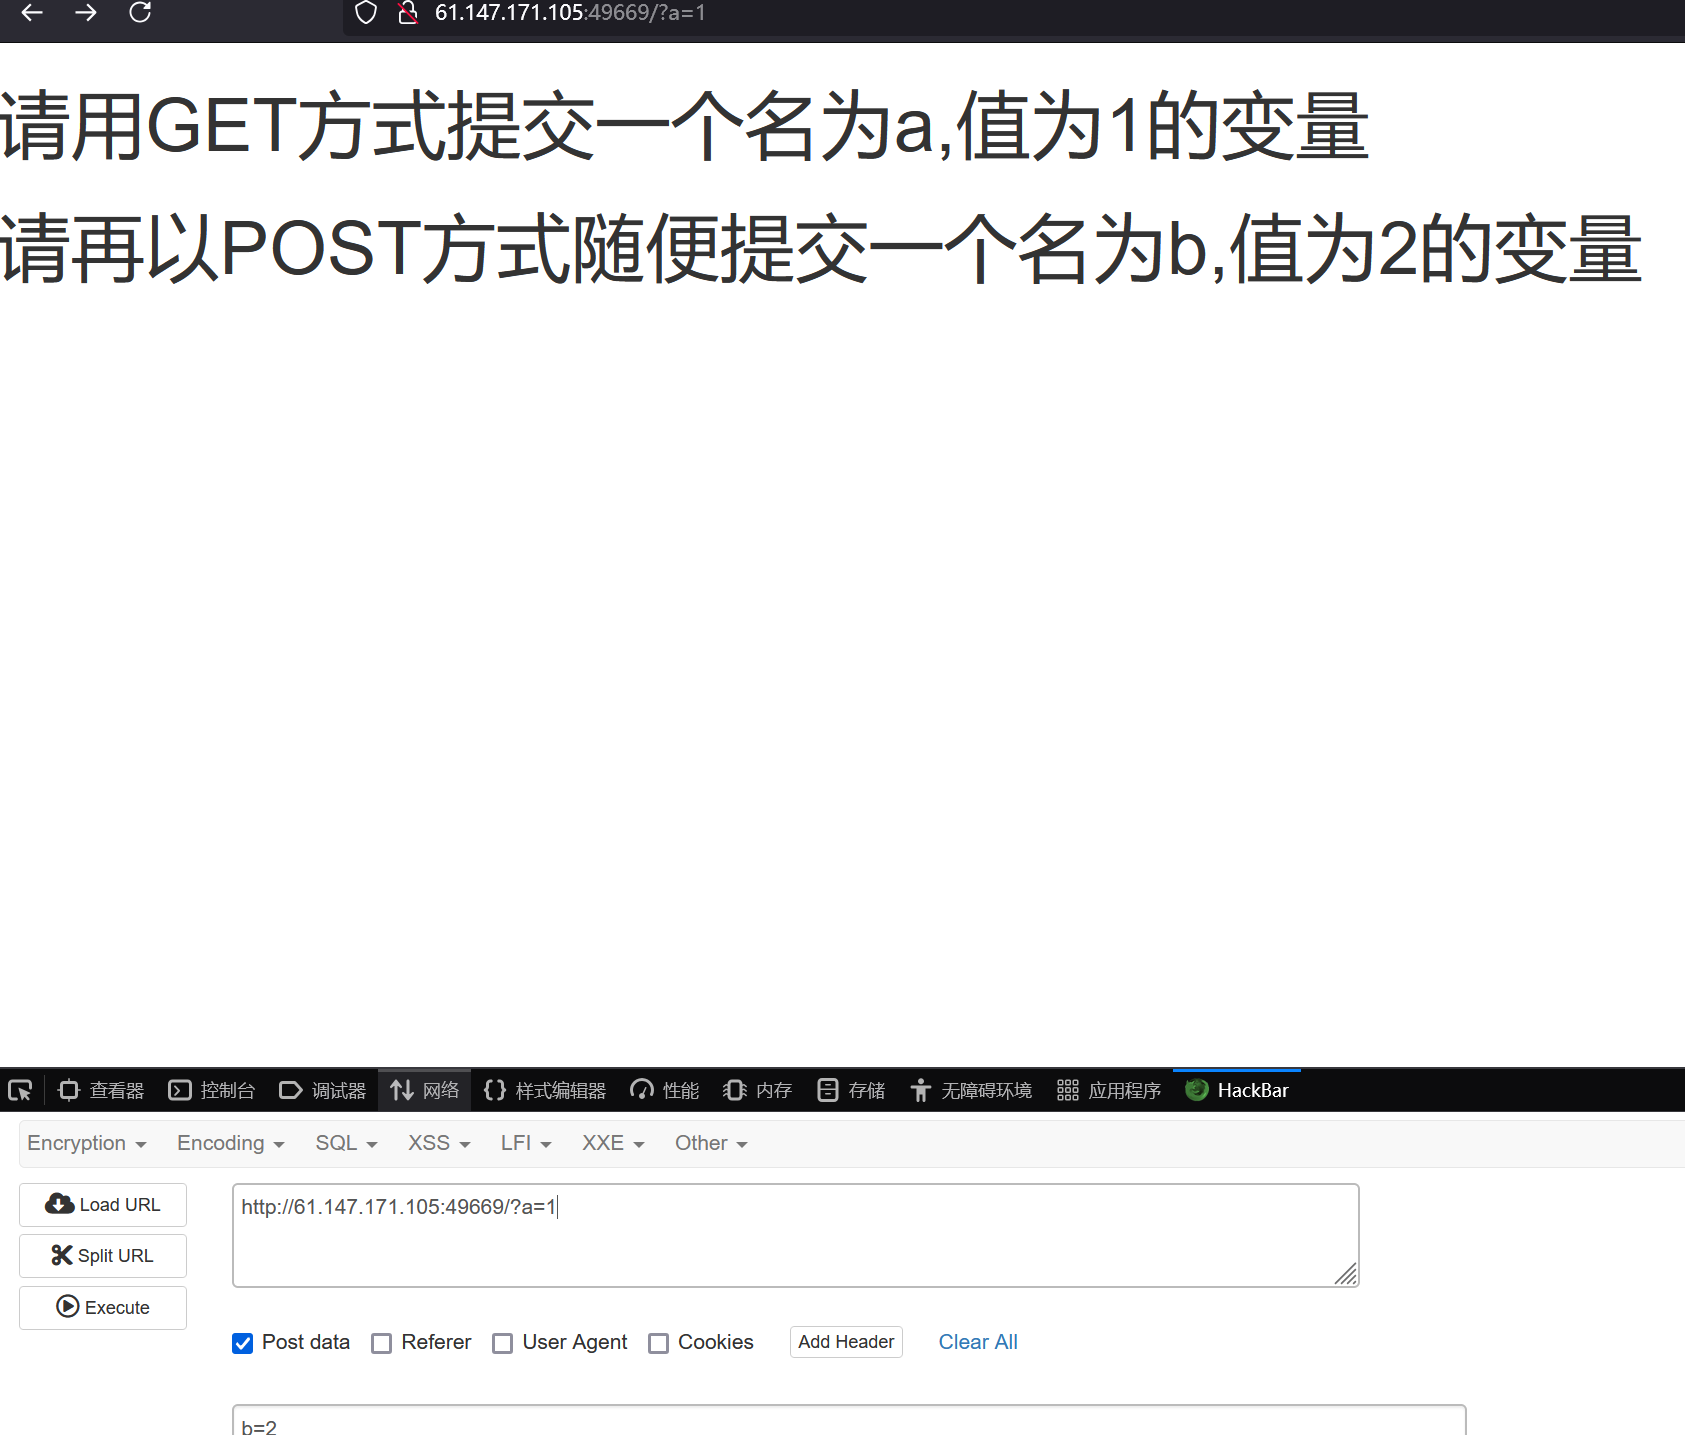 61.147.171.105:49669/?a=1
请用GET方式提交一个名为a,值为1的变量
请再以POST方式随便提交一个名为b,值为2的变量
查看器 控制台 调试器 网络 样式编辑器 性能 内存 存储 无障碍环境 应用程序 HackBar
Encryption Encoding SQL XSS LFI XXE Other
Load URL
http://61.147.171.105:49669/?a=1
Split URL
Execute
Post data Referer User Agent Cookies Add Header Clear All
b=2